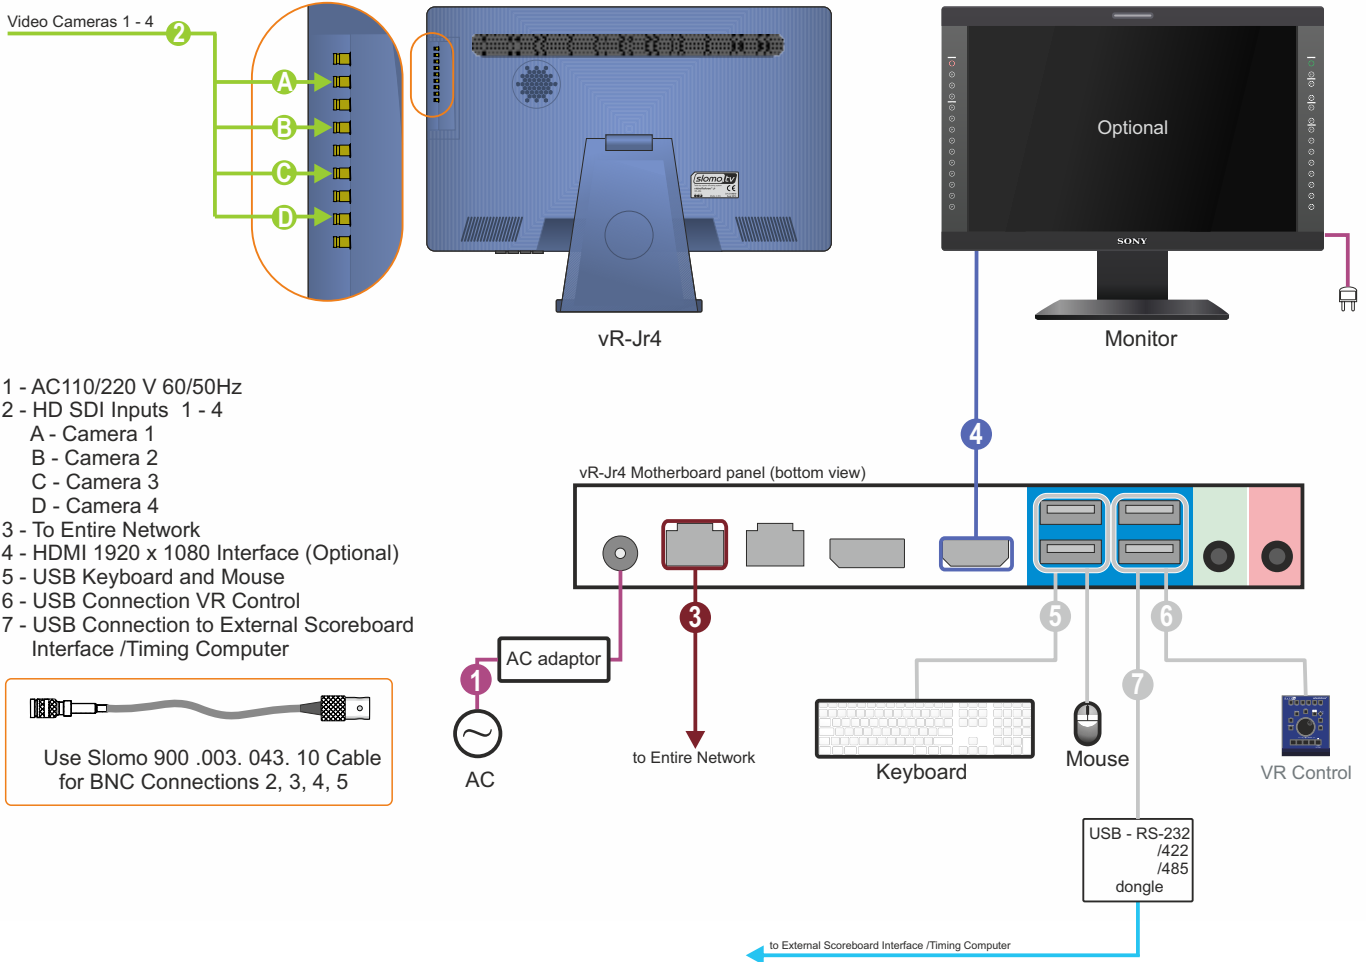 Video Cameras 1 - 4
2
A
B
C
D
slomo.tv
CE
vR-Jr4
Optional
SONY
Monitor
1 - AC110/220 V 60/50Hz
2 - HD SDI Inputs 1 - 4
A - Camera 1
B - Camera 2
C - Camera 3
D - Camera 4
3 - To Entire Network
4 - HDMI 1920 x 1080 Interface (Optional)
5 - USB Keyboard and Mouse
6 - USB Connection VR Control
7 - USB Connection to External Scoreboard
Interface /Timing Computer
Use Slomo 900 .003. 043. 10 Cable
for BNC Connections 2, 3, 4, 5
4
vR-Jr4 Motherboard panel (bottom view)
3
5
6
AC adaptor
1
7
AC
to Entire Network
Keyboard
Mouse
VR Control
USB - RS-232
/422
/485
dongle
to External Scoreboard Interface /Timing Computer